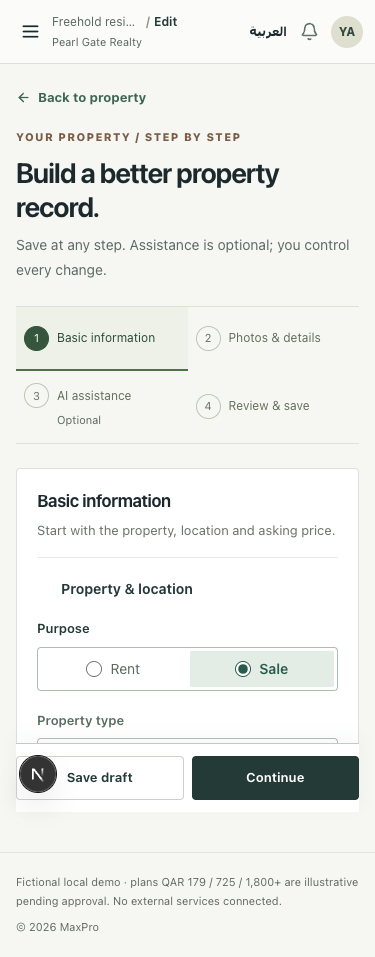 Freehold resi... / Edit
Pearl Gate Realty
العربية
YA
Back to property
YOUR PROPERTY / STEP BY STEP
Build a better property
record.
Save at any step. Assistance is optional; you control
every change.
1 Basic information
2 Photos & details
3 AI assistance
Optional
4 Review & save
Basic information
Start with the property, location and asking price.
Property & location
Purpose
Rent
Sale
Property type
N
Save draft
Continue
Fictional local demo · plans QAR 179 / 725 / 1,800+ are illustrative
pending approval. No external services connected.
© 2026 MaxPro